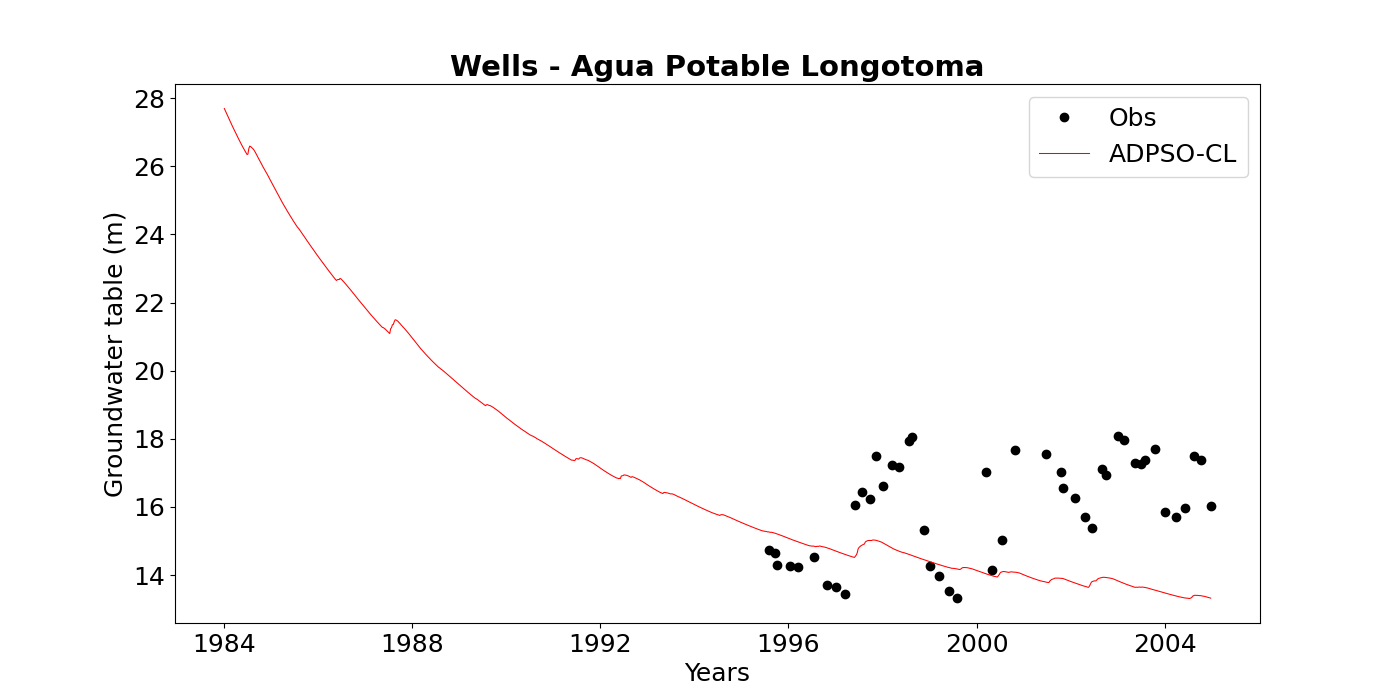 Wells - Agua Potable Longotoma
Groundwater table (m)
28
26
24
22
20
18
16
14
Obs
ADPSO-CL
1984
1988
1992
1996
2000
2004
Years